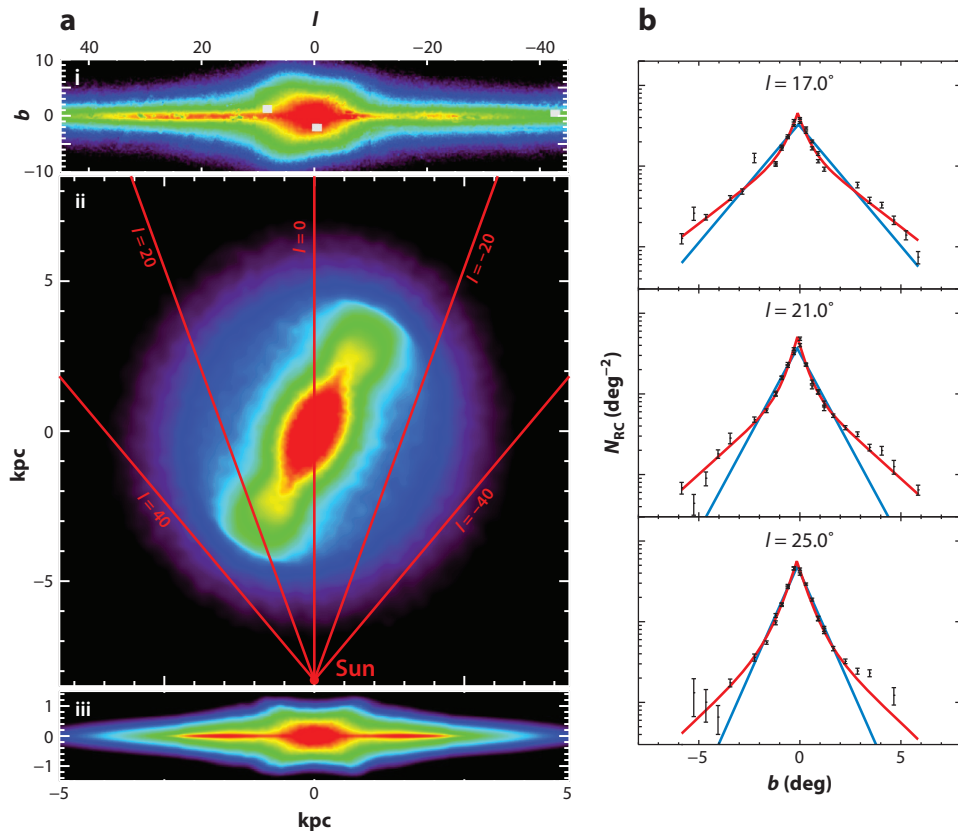 a
l
40 20 0 −20 −40
i
b
10
0
−10
ii
l = 20
l = 0
l = −20
l = 40
l = −40
kpc
5
0
−5
Sun
iii
1
0
−1
−5 0 5
kpc
b
l = 17.0°
l = 21.0°
N_RC (deg⁻²)
l = 25.0°
−5 0 5
b (deg)